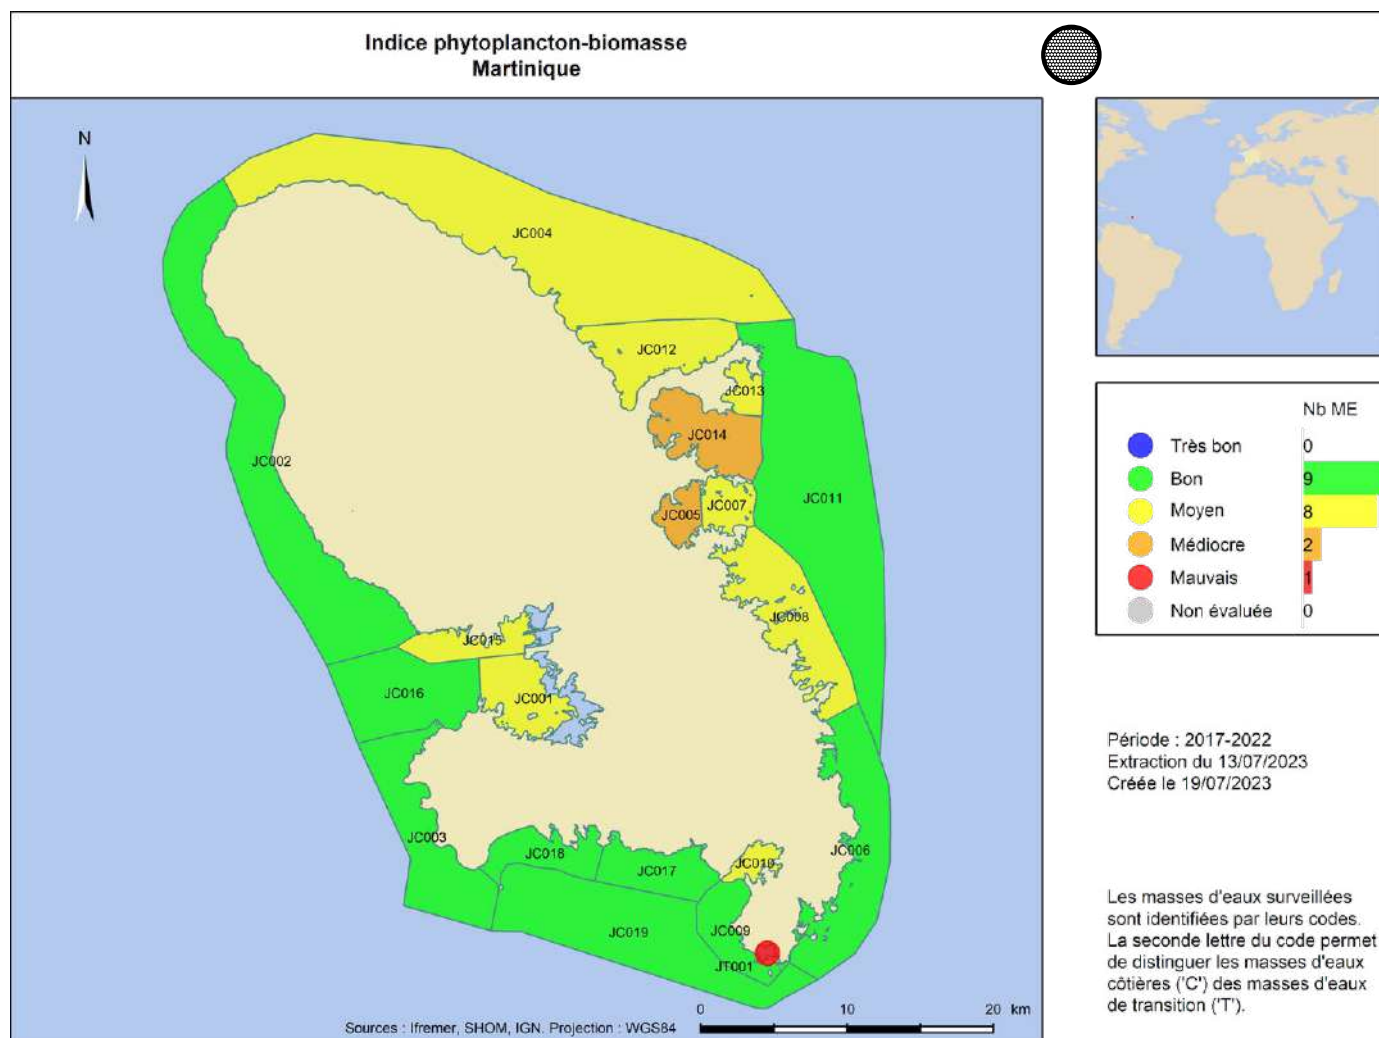 Indice phytoplancton-biomasse
Martinique
N
JC004
JC012
JC013
JC014
JC002
JC011
JC005
JC007
JC008
JC015
JC016
JC001
JC003
JC018
JC017
JC010
JC006
JC019
JC009
JT001
0 10 20 km
Sources : Ifremer, SHOM, IGN. Projection : WGS84
Nb ME
Très bon 0
Bon 9
Moyen 8
Médiocre 2
Mauvais 1
Non évaluée 0
Période : 2017-2022
Extraction du 13/07/2023
Créée le 19/07/2023
Les masses d'eaux surveillées
sont identifiées par leurs codes.
La seconde lettre du code permet
de distinguer les masses d'eaux
côtières ('C') des masses d'eaux
de transition ('T').